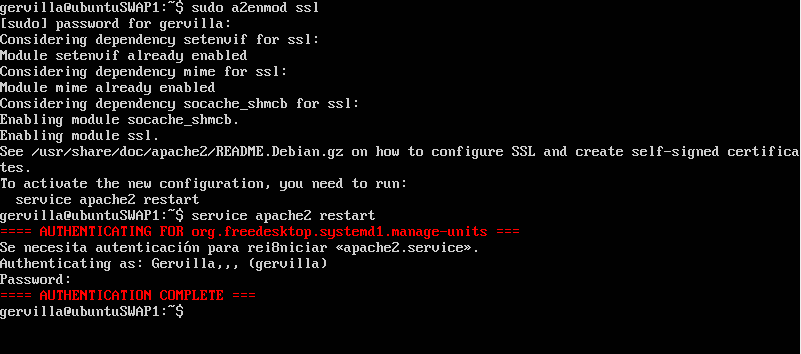 gervilla@ubuntuSWAP1:~$ sudo a2enmod ssl
[sudo] password for gervilla:
Considering dependency setenvif for ssl:
Module setenvif already enabled
Considering dependency mime for ssl:
Module mime already enabled
Considering dependency socache_shmcb for ssl:
Enabling module socache_shmcb.
Enabling module ssl.
See /usr/share/doc/apache2/README.Debian.gz on how to configure SSL and create self-signed certifica
tes.
To activate the new configuration, you need to run:
  service apache2 restart
gervilla@ubuntuSWAP1:~$ service apache2 restart
==== AUTHENTICATING FOR org.freedesktop.systemd1.manage-units ===
Se necesita autenticación para rei8niciar «apache2.service».
Authenticating as: Gervilla,,, (gervilla)
Password:
==== AUTHENTICATION COMPLETE ===
gervilla@ubuntuSWAP1:~$